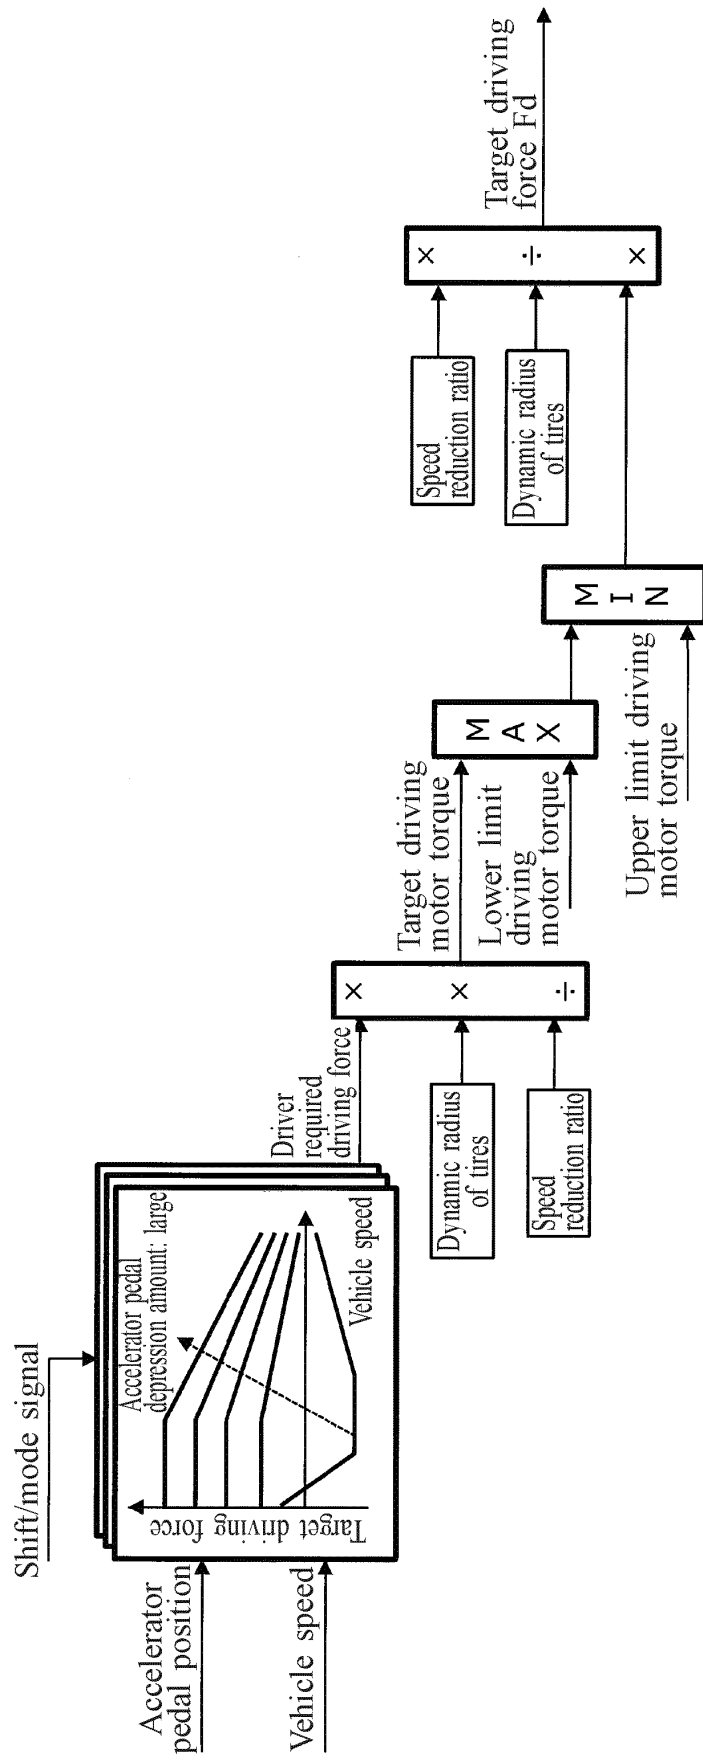 Shift/mode signal
Accelerator
pedal position
Vehicle speed
Target driving force
Accelerator pedal
depression amount: large
Vehicle speed
Driver
required
driving force
Dynamic radius
of tires
Speed
reduction ratio
×
×
÷
Target driving
motor torque
Lower limit
driving
motor torque
MAX
Upper limit driving
motor torque
MIN
Speed
reduction ratio
Dynamic radius
of tires
×
÷
×
Target driving
force Fd